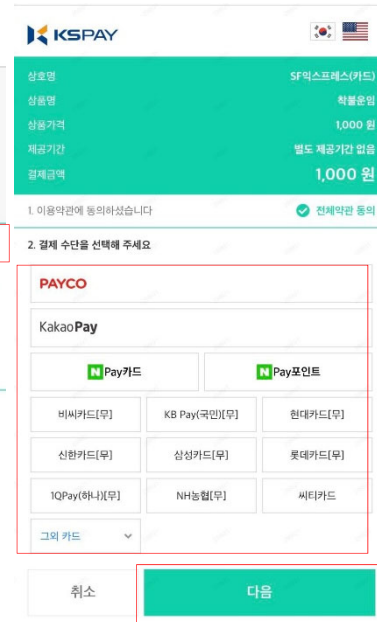 KSPAY
상호명 SF익스프레스(카드)
상품명 착불운임
상품가격 1,000 원
제공기간 별도 제공기간 없음
결제금액 1,000 원
1. 이용약관에 동의하셨습니다 전체약관 동의
2. 결제 수단을 선택해 주세요
PAYCO
KakaoPay
N Pay카드 N Pay포인트
비씨카드[무] KB Pay(국민)[무] 현대카드[무]
신한카드[무] 삼성카드[무] 롯데카드[무]
1QPay(하나)[무] NH농협[무] 씨티카드
그외 카드
취소 다음